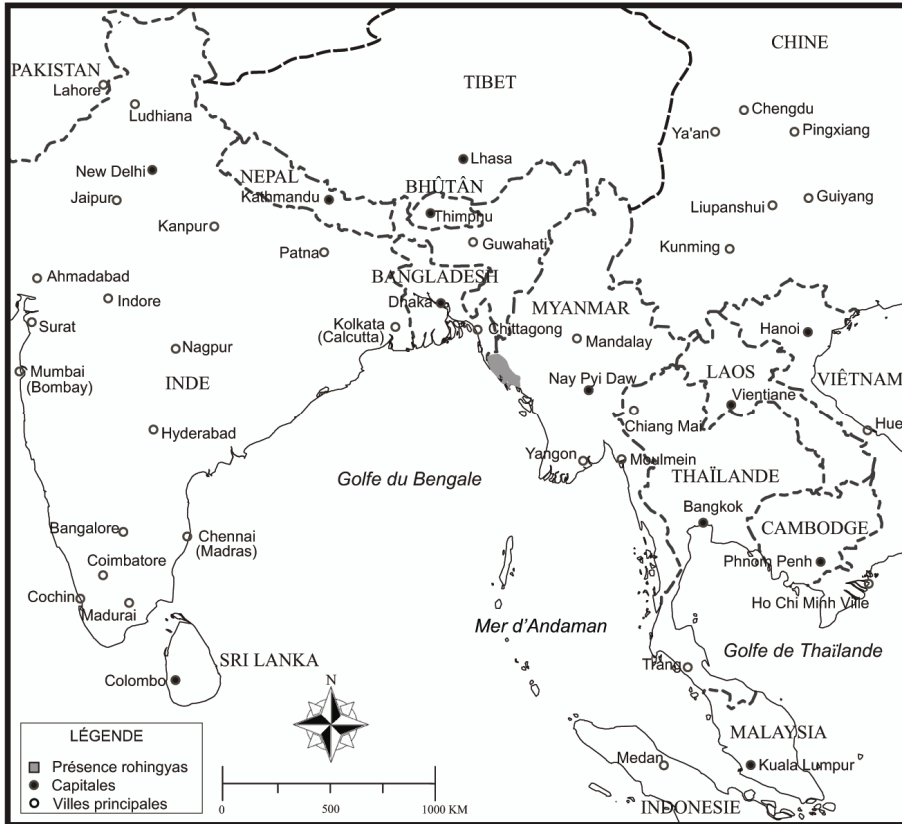 CHINE
PAKISTAN
Lahore
Ludhiana
TIBET
Chengdu
Ya'an
Pingxiang
New Delhi
Lhasa
NEPAL
BHÛTÂN
Jaipur
Kathmandu
Thimphu
Liupanshui
Guiyang
Kanpur
Patna
Guwahati
Kunming
Ahmadabad
BANGLADESH
Indore
Dhaka
MYANMAR
Surat
Kolkata
(Calcutta)
Chittagong
Mandalay
Hanoi
Nagpur
Mumbai
(Bombay)
INDE
Nay Pyi Daw
LAOS
VIÊTNAM
Vientiane
Chiang Mai
Hue
Hyderabad
Yangon
Moulmein
Golfe du Bengale
THAÏLANDE
Bangkok
Bangalore
Chennai
(Madras)
CAMBODGE
Coimbatore
Phnom Penh
Cochin
Madurai
Ho Chi Minh Ville
Mer d'Andaman
Golfe de Thaïlande
SRI LANKA
Trang
Colombo
N
MALAYSIA
LÉGENDE
Présence rohingyas
Capitales
Villes principales
0 500 1000 KM
Medan
Kuala Lumpur
INDONESIE